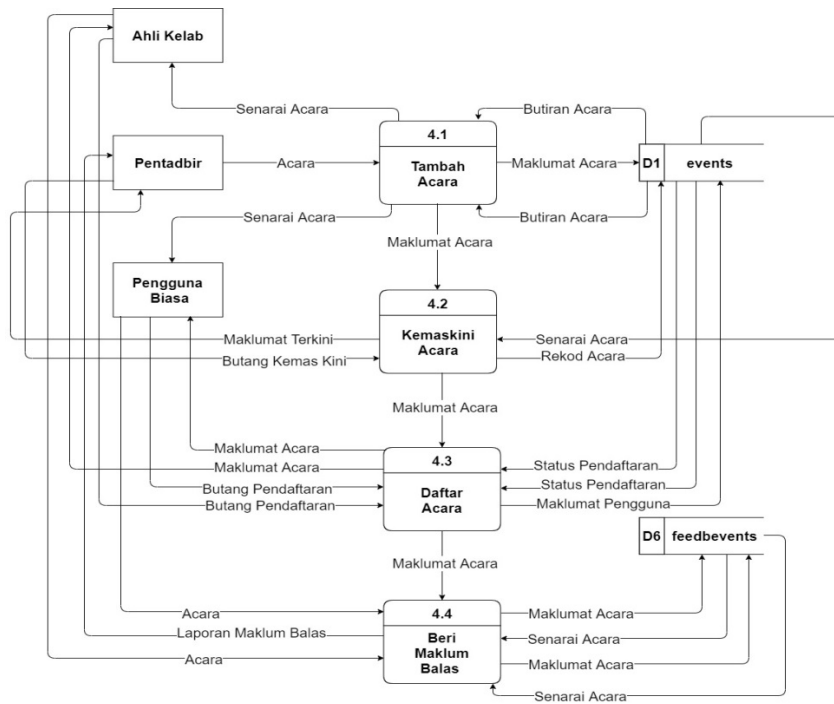 Ahli Kelab
Senarai Acara
Butiran Acara
4.1
Pentadbir
Acara
Tambah
Acara
Maklumat Acara
D1
events
Senarai Acara
Butiran Acara
Maklumat Acara
Pengguna
Biasa
4.2
Maklumat Terkini
Kemaskini
Acara
Senarai Acara
Butang Kemas Kini
Rekod Acara
Maklumat Acara
Maklumat Acara
4.3
Maklumat Acara
Status Pendaftaran
Butang Pendaftaran
Daftar
Acara
Status Pendaftaran
Butang Pendaftaran
Maklumat Pengguna
D6
feedbevents
Maklumat Acara
4.4
Acara
Maklumat Acara
Laporan Maklum Balas
Beri
Maklum
Balas
Senarai Acara
Acara
Maklumat Acara
Senarai Acara